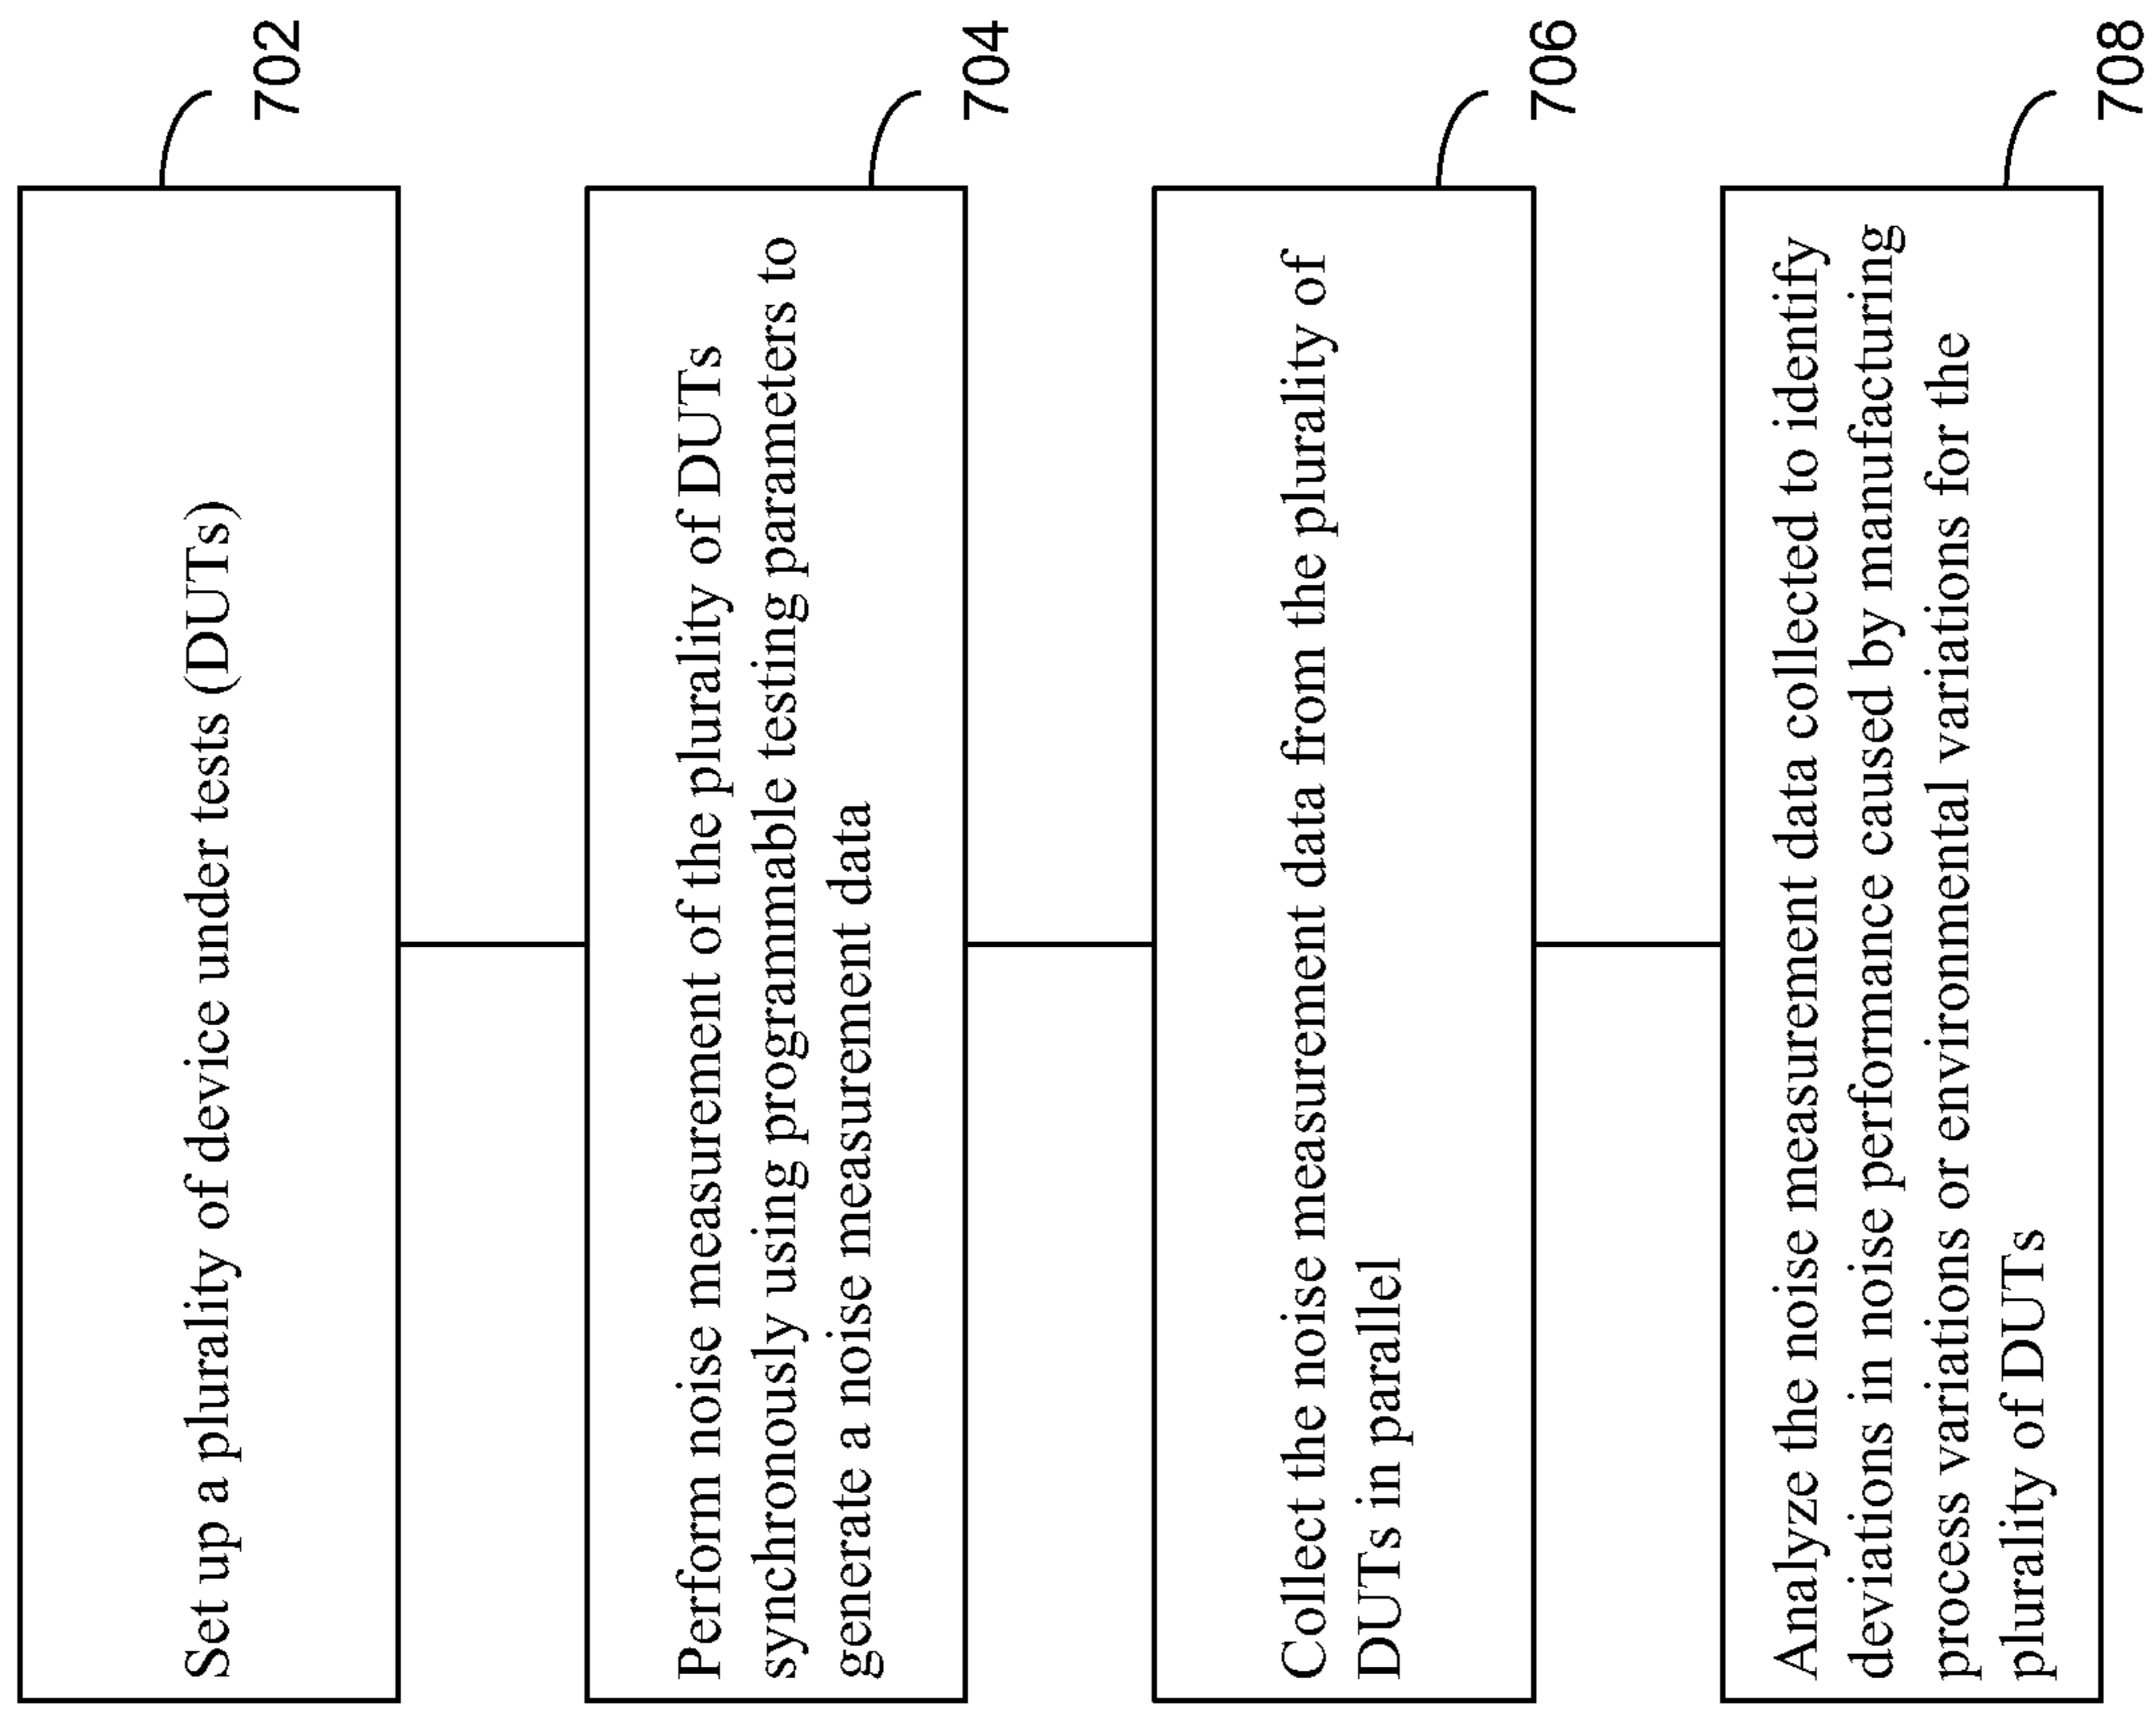 Set up a plurality of device under tests (DUTs)
702
Perform noise measurement of the plurality of DUTs
synchronously using programmable testing parameters to
generate a noise measurement data
704
Collect the noise measurement data from the plurality of
DUTs in parallel
706
Analyze the noise measurement data collected to identify
deviations in noise performance caused by manufacturing
process variations or environmental variations for the
plurality of DUTs
708